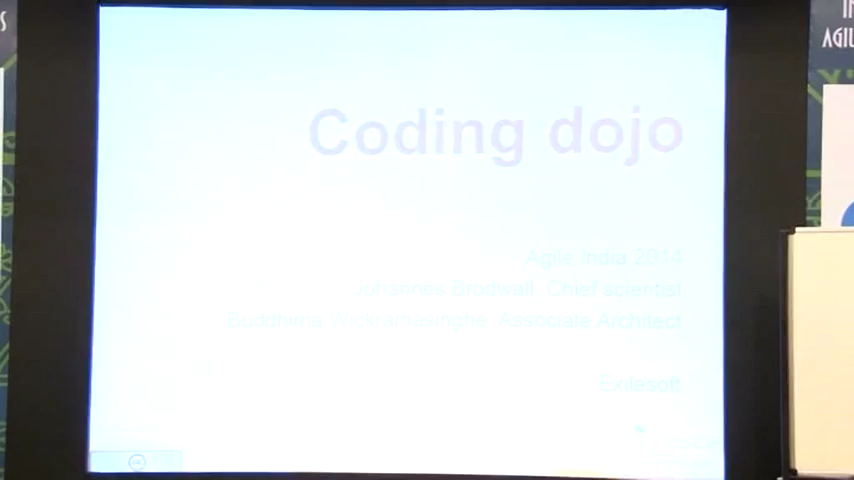 Coding dojo
Agile India 2014
Johannes Brodwall, Chief scientist
Buddhima Wickramasinghe, Associate Architect
Exilesoft